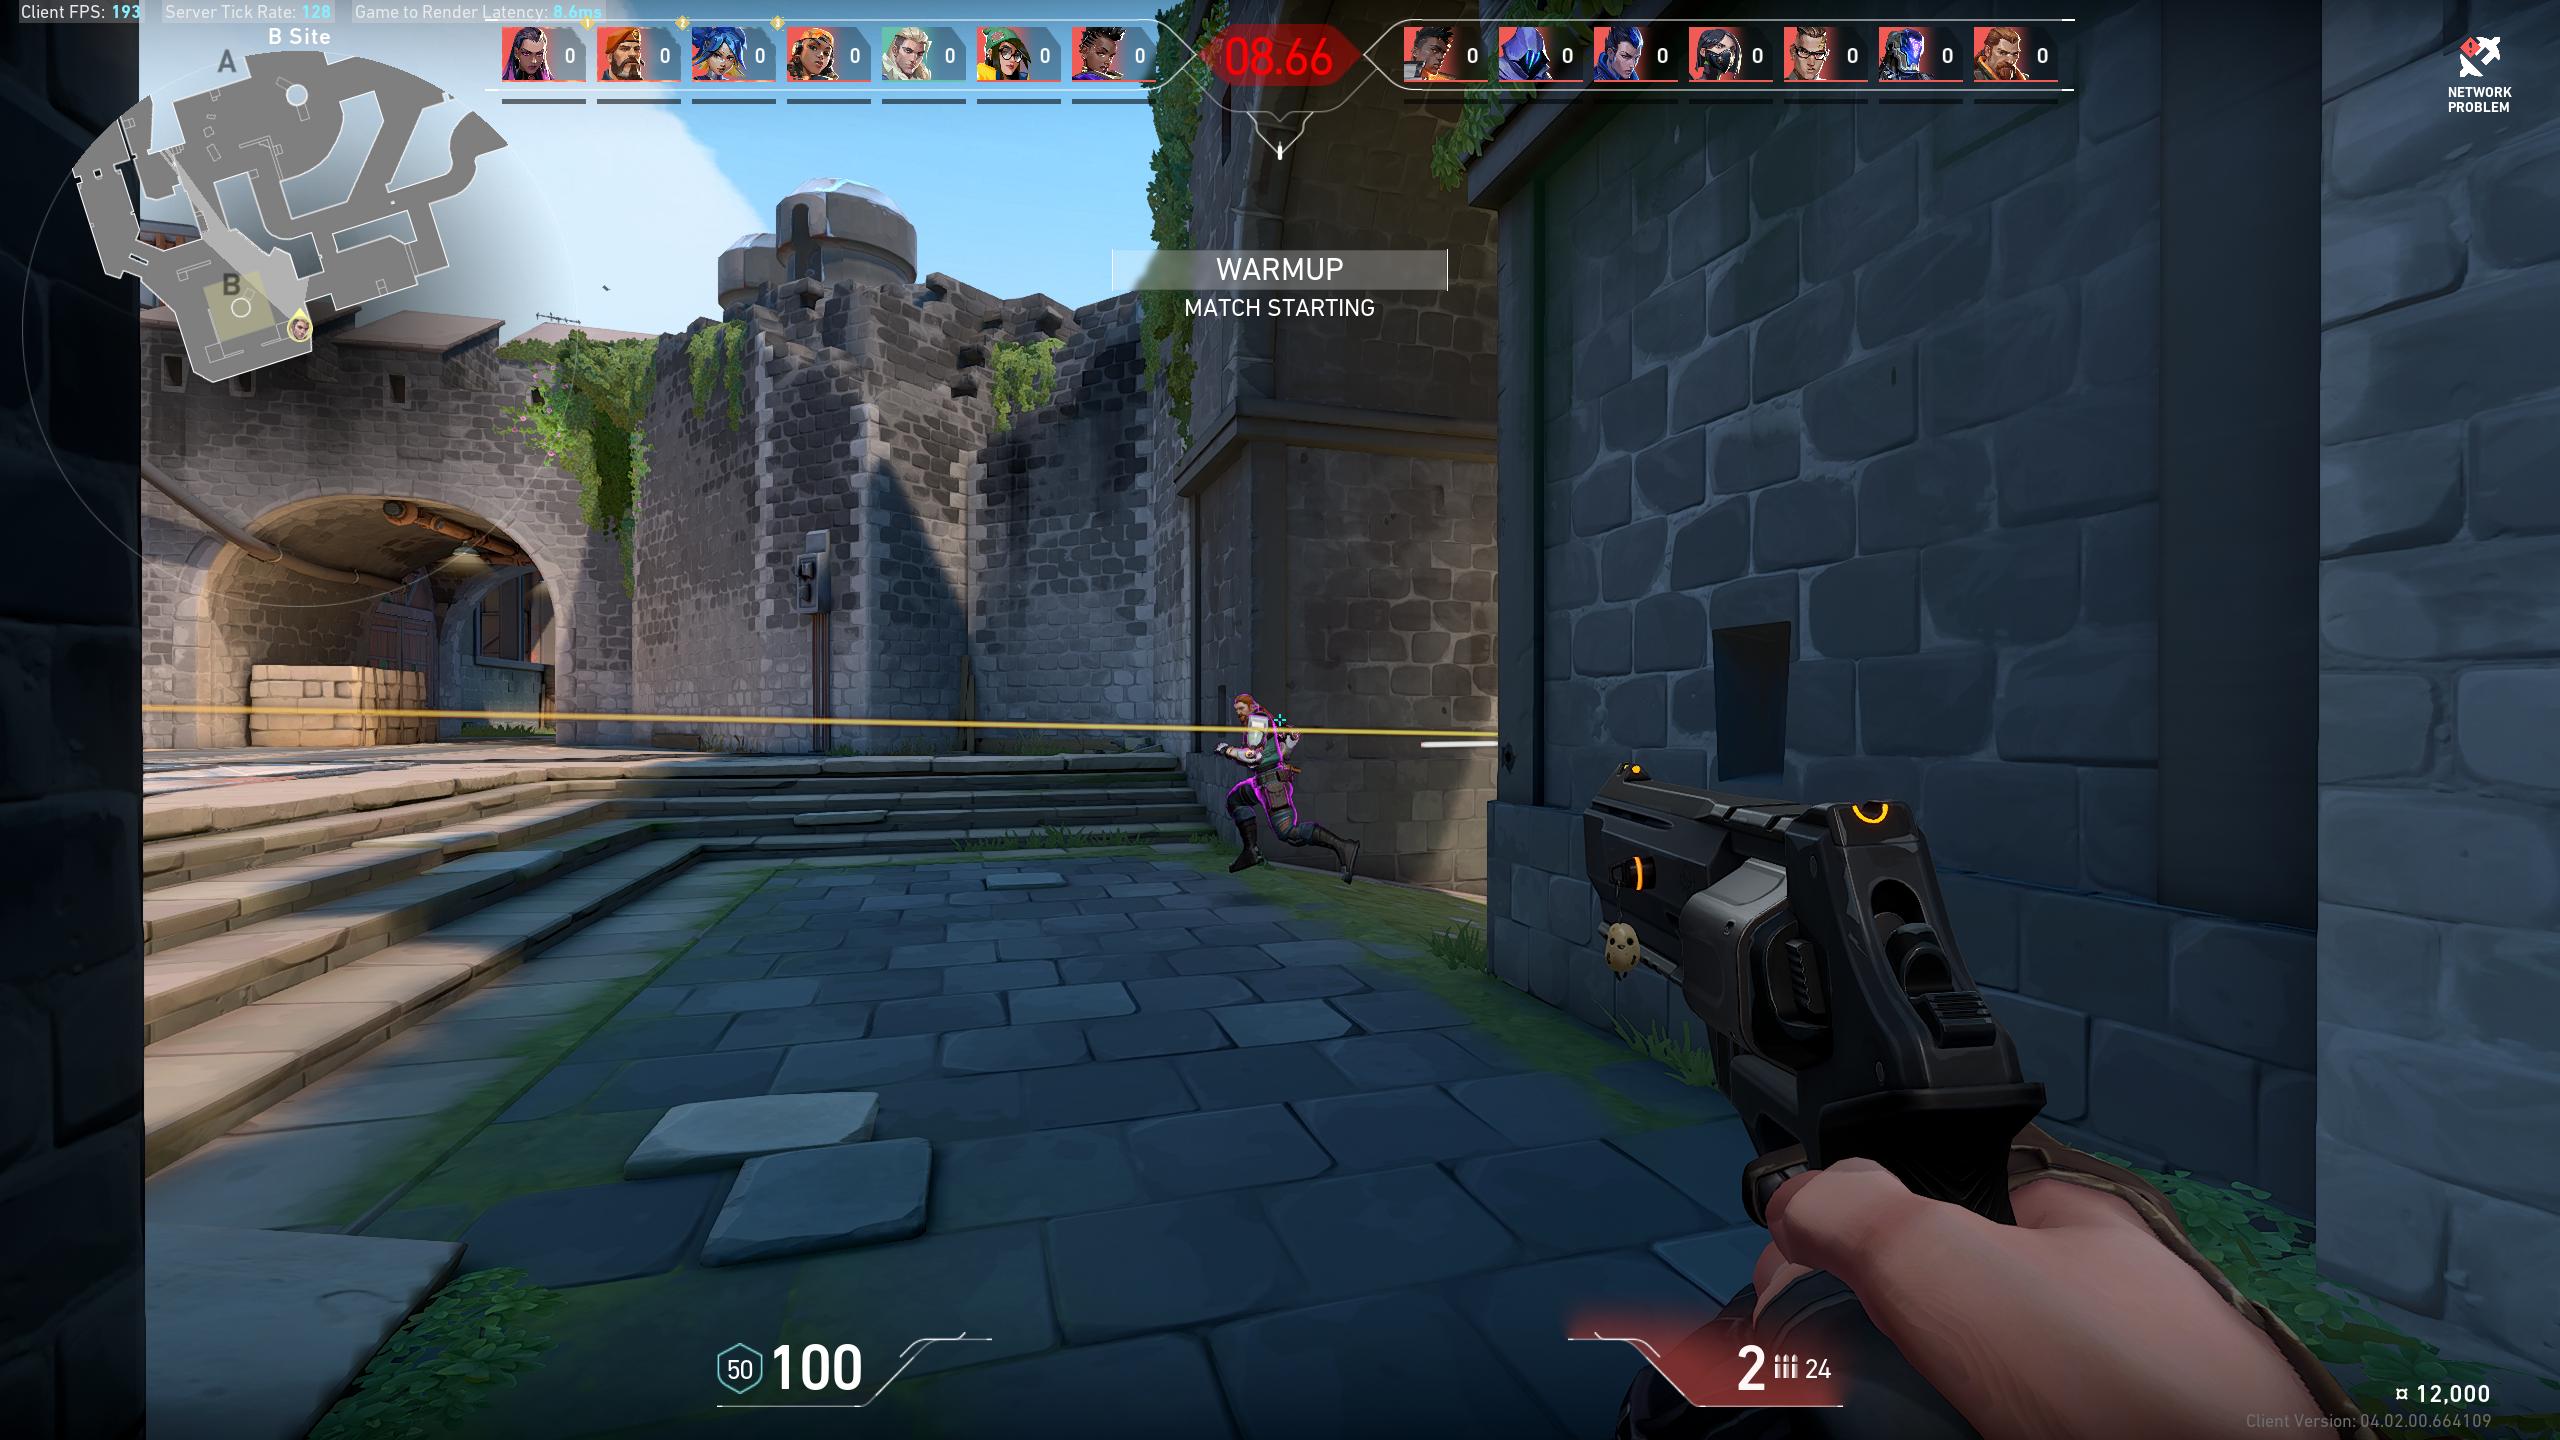 Client FPS: 193 Server Tick Rate: 128 Game to Render Latency: 8.6ms
B Site
A
B
0 0 0 0 0 0 0
08.66
0 0 0 0 0 0 0
NETWORK
PROBLEM
WARMUP
MATCH STARTING
50 100
2 24
¤ 12,000
Client Version: 04.02.00.664109